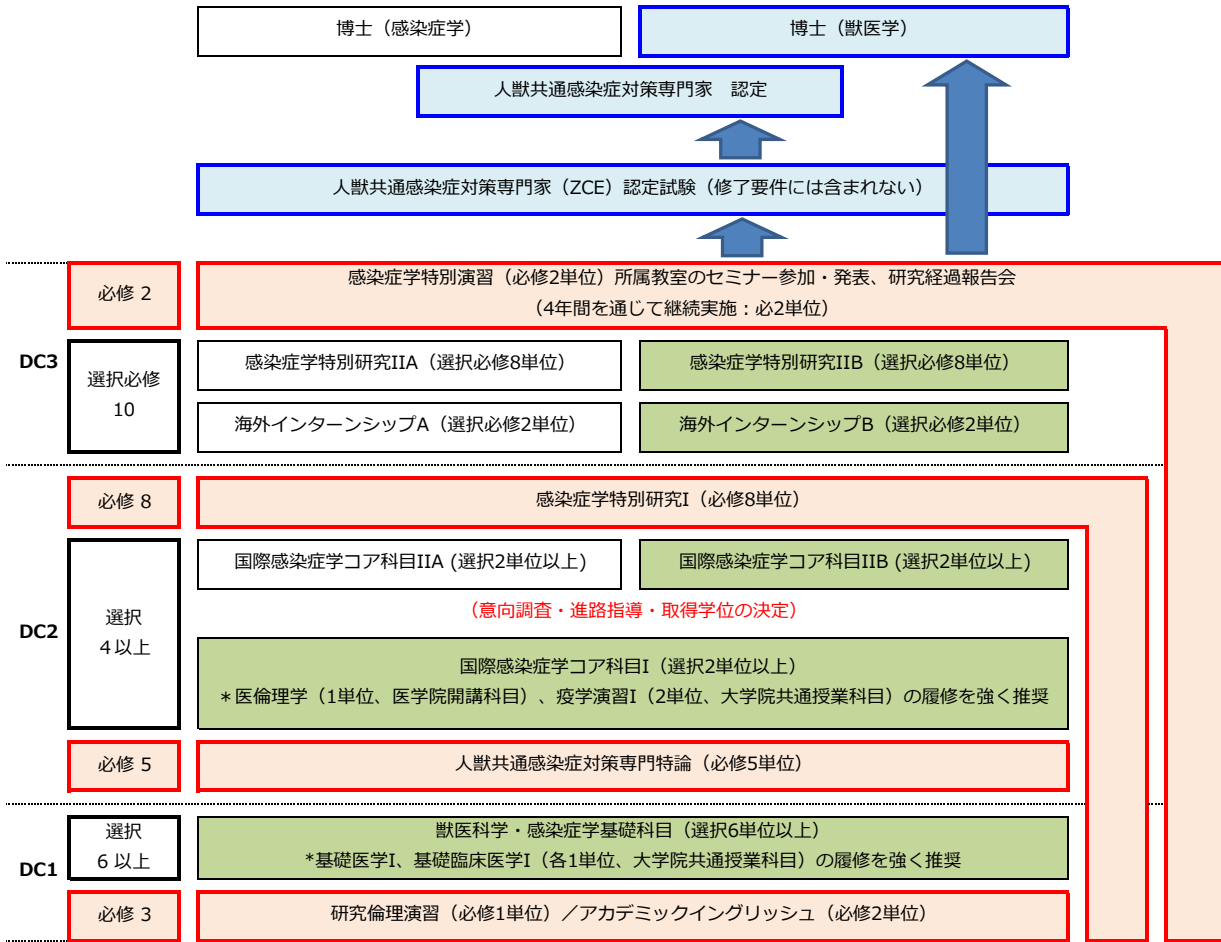 博士（感染症学）
博士（獣医学）
人獣共通感染症対策専門家　認定
人獣共通感染症対策専門家（ZCE）認定試験（修了要件には含まれない）
必修 2
感染症学特別演習（必修2単位）所属教室のセミナー参加・発表、研究経過報告会
（4年間を通じて継続実施：必2単位）
DC3
選択必修
10
感染症学特別研究IIA（選択必修8単位）
感染症学特別研究IIB（選択必修8単位）
海外インターンシップA（選択必修2単位）
海外インターンシップB（選択必修2単位）
必修 8
感染症学特別研究I（必修8単位）
DC2
選択
４以上
国際感染症学コア科目IIA (選択2単位以上)
国際感染症学コア科目IIB (選択2単位以上)
（意向調査・進路指導・取得学位の決定）
国際感染症学コア科目I（選択2単位以上）
＊医倫理学（1単位、医学院開講科目）、疫学演習I（2単位、大学院共通授業科目）の履修を強く推奨
必修 5
人獣共通感染症対策専門特論（必修5単位）
DC1
選択
6 以上
獣医科学・感染症学基礎科目（選択6単位以上）
*基礎医学I、基礎臨床医学I（各1単位、大学院共通授業科目）の履修を強く推奨
必修 3
研究倫理演習（必修1単位）／アカデミックイングリッシュ（必修2単位）